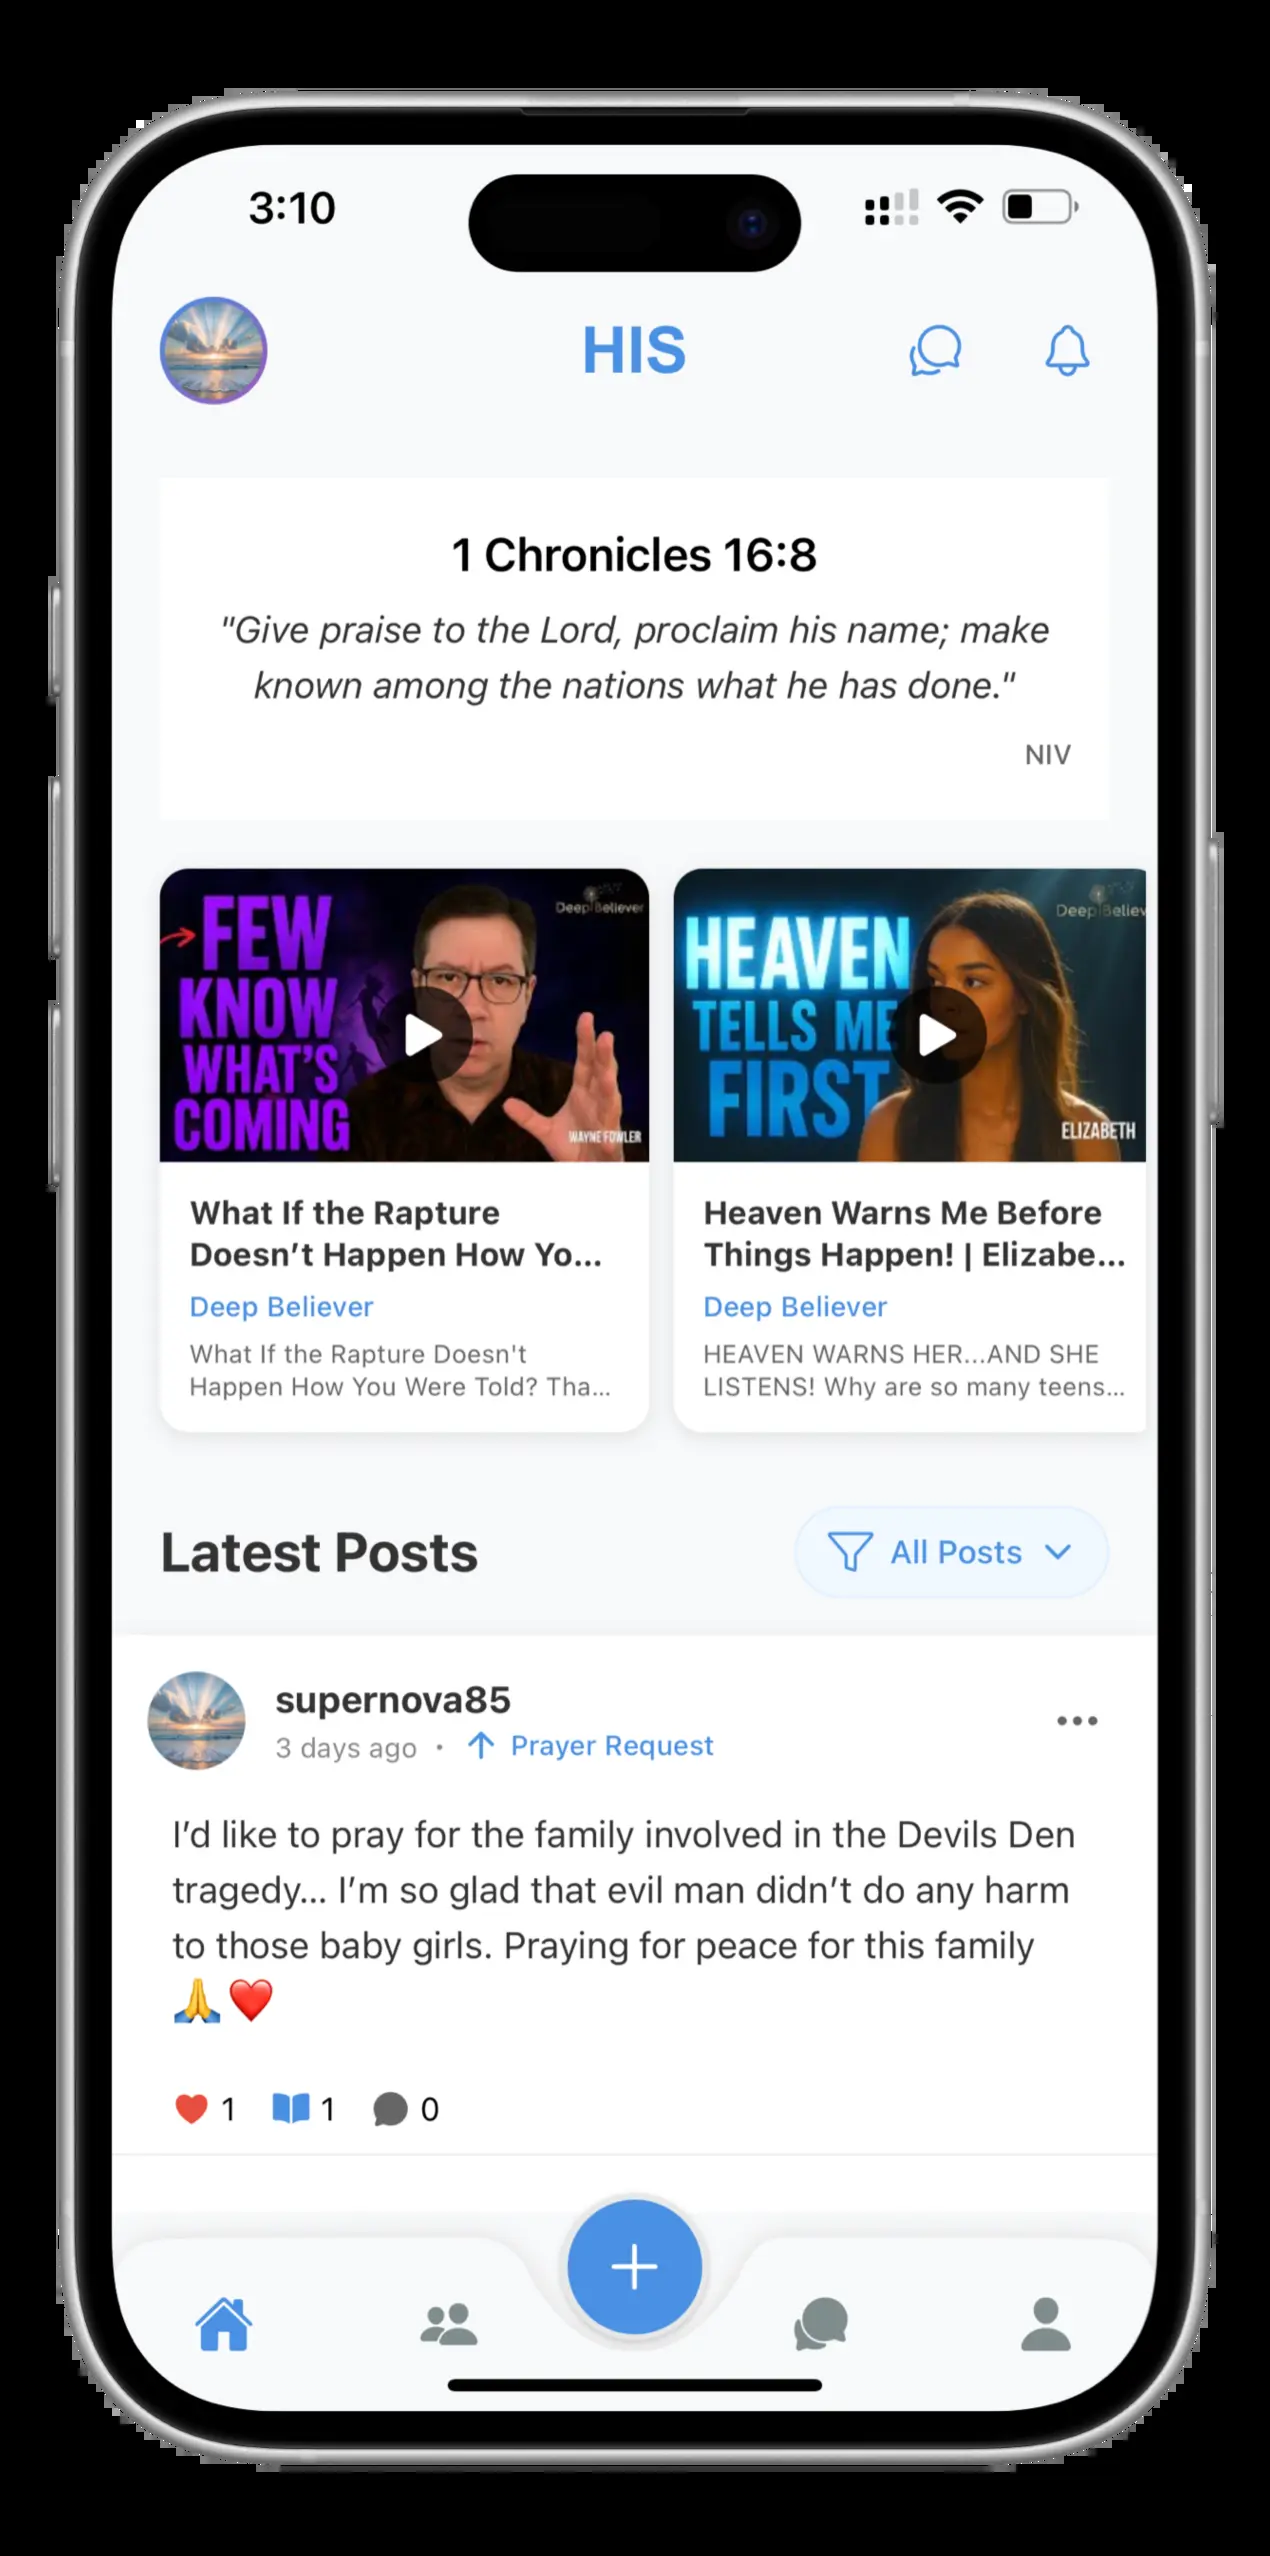 3:10
HIS
1 Chronicles 16:8
"Give praise to the Lord, proclaim his name; make
known among the nations what he has done."
NIV
FEW
KNOW
WHAT'S
COMING
Deep Believer
WAYNE FOWLER
HEAVEN
TELLS ME
FIRST
Deep Believ
ELIZABETH
What If the Rapture
Doesn’t Happen How Yo...
Deep Believer
What If the Rapture Doesn't
Happen How You Were Told? Tha...
Heaven Warns Me Before
Things Happen! | Elizabe...
Deep Believer
HEAVEN WARNS HER...AND SHE
LISTENS! Why are so many teens...
Latest Posts
All Posts
supernova85
3 days ago · Prayer Request
I’d like to pray for the family involved in the Devils Den
tragedy... I’m so glad that evil man didn’t do any harm
to those baby girls. Praying for peace for this family
🙏❤️
1 1 0